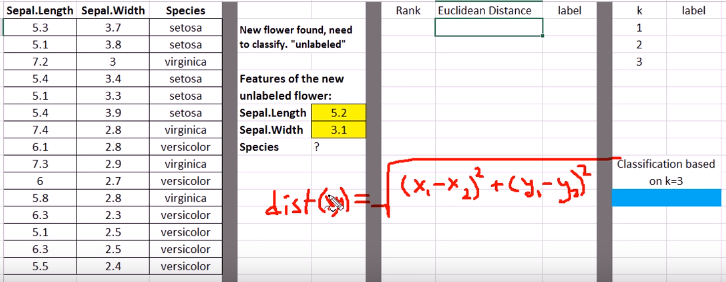 Sepal.Length Sepal.Width Species
5.3 3.7 setosa
5.1 3.8 setosa
7.2 3 virginica
5.4 3.4 setosa
5.1 3.3 setosa
5.4 3.9 setosa
7.4 2.8 virginica
6.1 2.8 versicolor
7.3 2.9 virginica
6 2.7 versicolor
5.8 2.8 virginica
6.3 2.3 versicolor
5.1 2.5 versicolor
6.3 2.5 versicolor
5.5 2.4 versicolor
New flower found, need
to classify. "unlabeled"
Features of the new
unlabeled flower:
Sepal.Length 5.2
Sepal.Width 3.1
Species ?
Rank Euclidean Distance label
k label
1
2
3
dist(xy) = √(x₁-x₂)² + (y₁-y₂)²
Classification based
on k=3